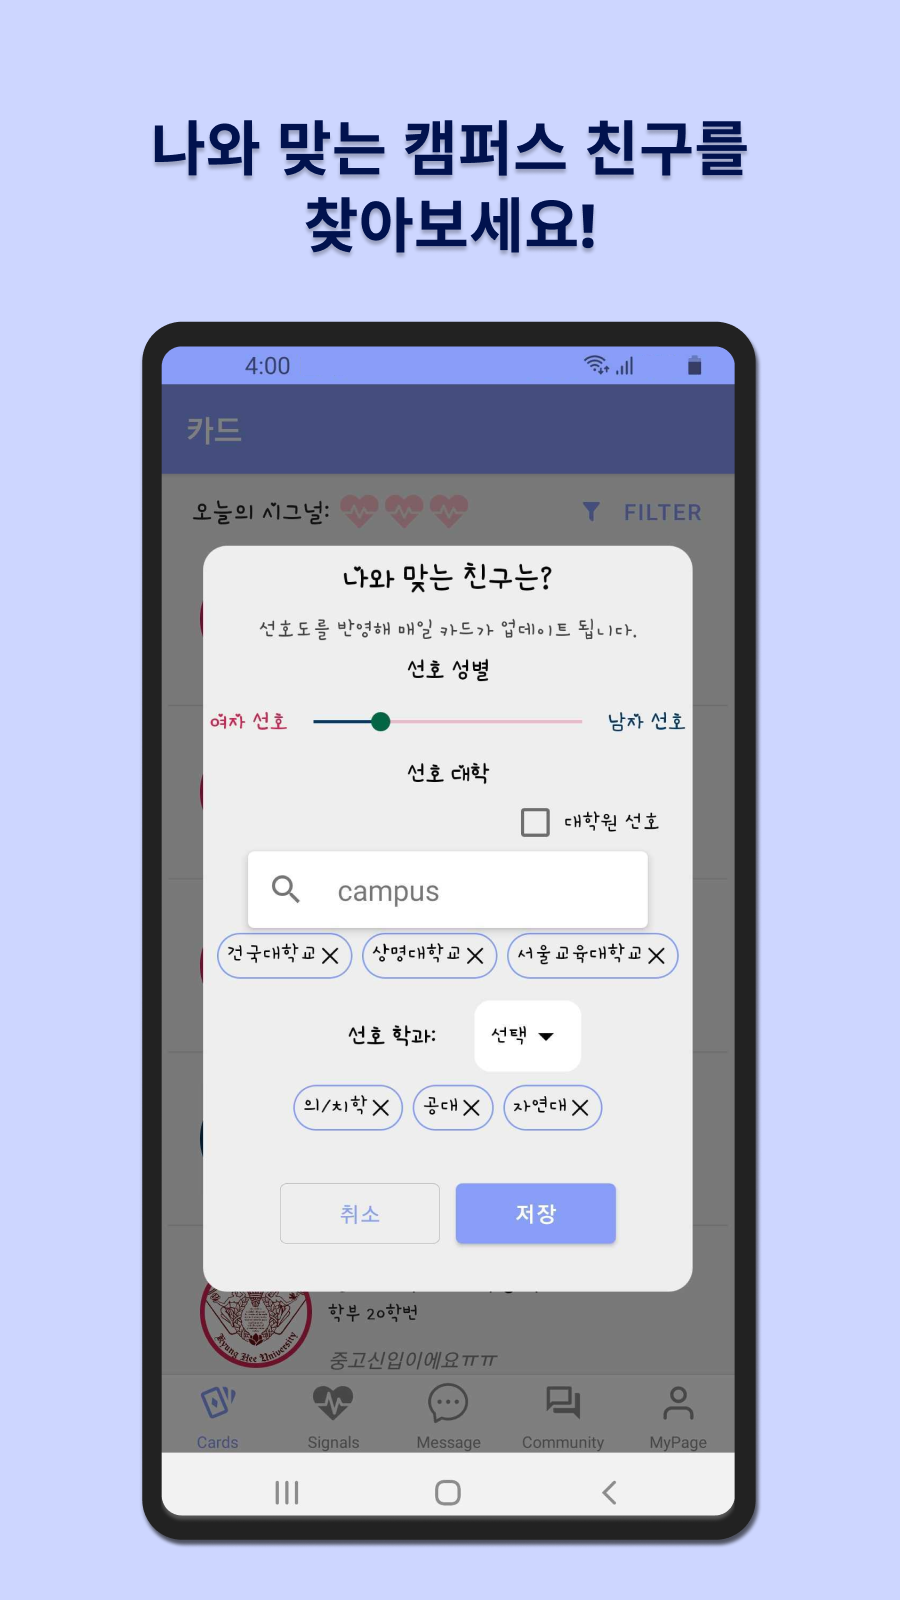 나와 맞는 캠퍼스 친구를
찾아보세요!
4:00
카드
오늘의 시그널:
FILTER
나와 맞는 친구는?
선호도를 반영해 매일 카드가 업데이트 됩니다.
선호 성별
여자 선호
남자 선호
선호 대학
대학원 선호
campus
건국대학교
상명대학교
서울교육대학교
선호 학과:
선택
의/치학
공대
자연대
취소
저장
학부 20학번
Kyung Hee University
중고신입이에요ㅠㅠ
Cards
Signals
Message
Community
MyPage